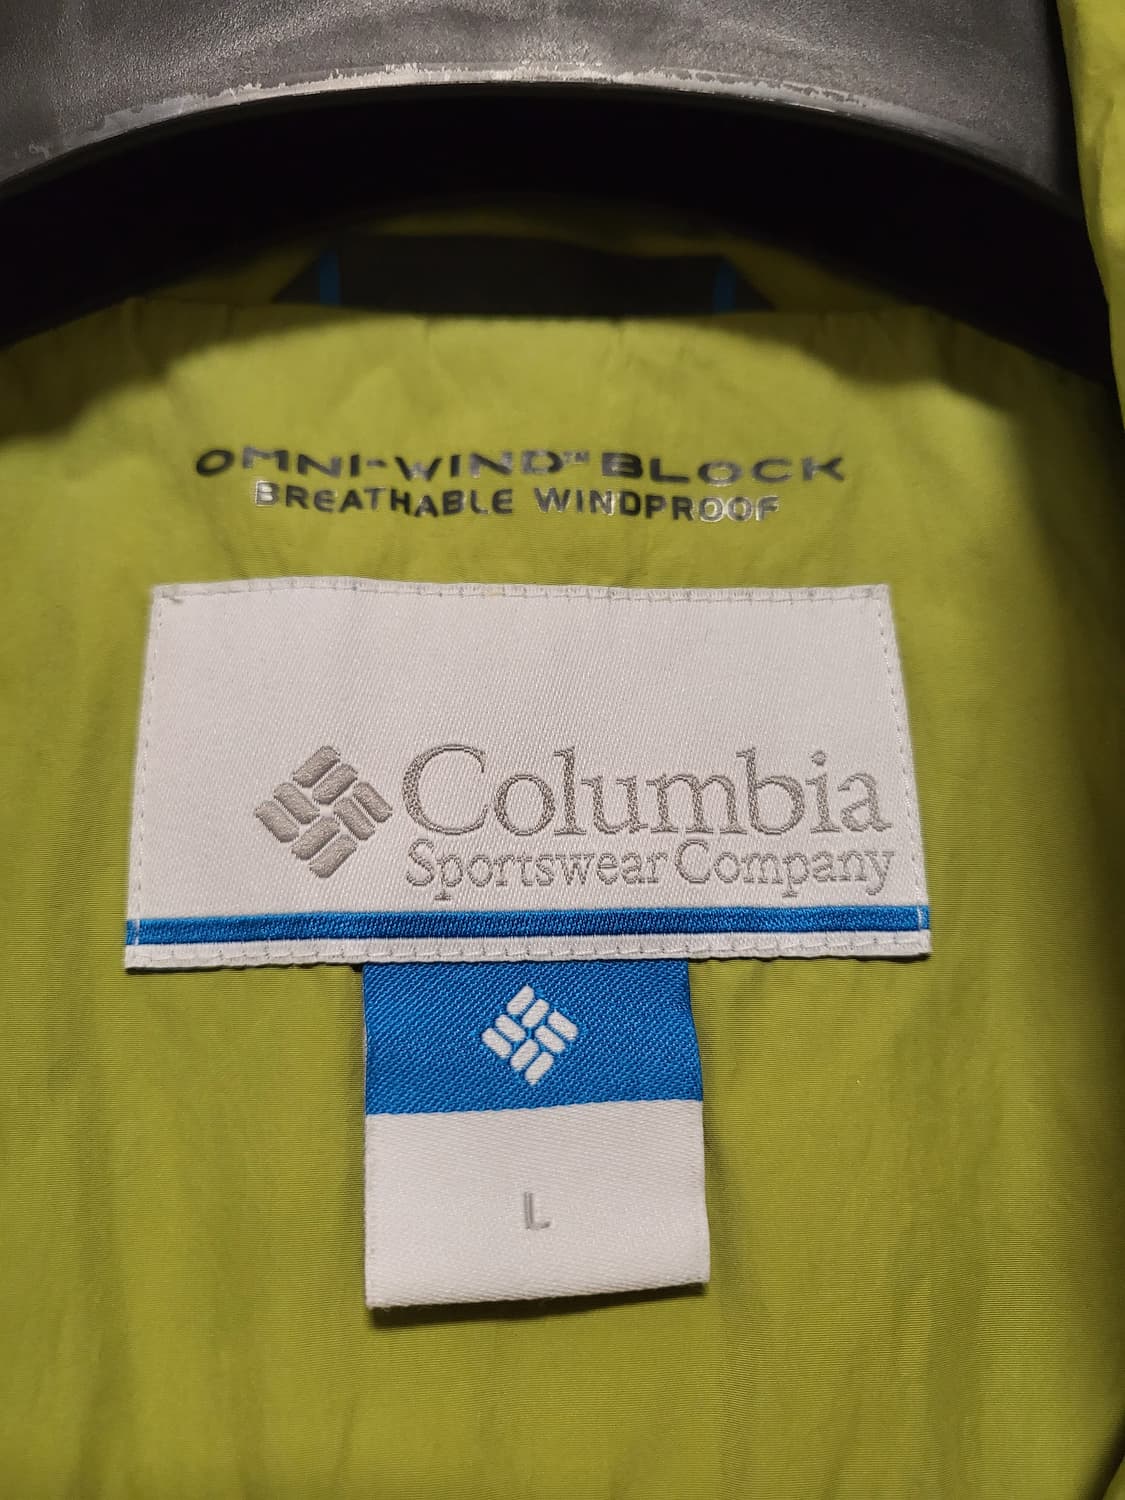 OMNI-WIND™ BLOCK
BREATHABLE WINDPROOF
Columbia
Sportswear Company
L